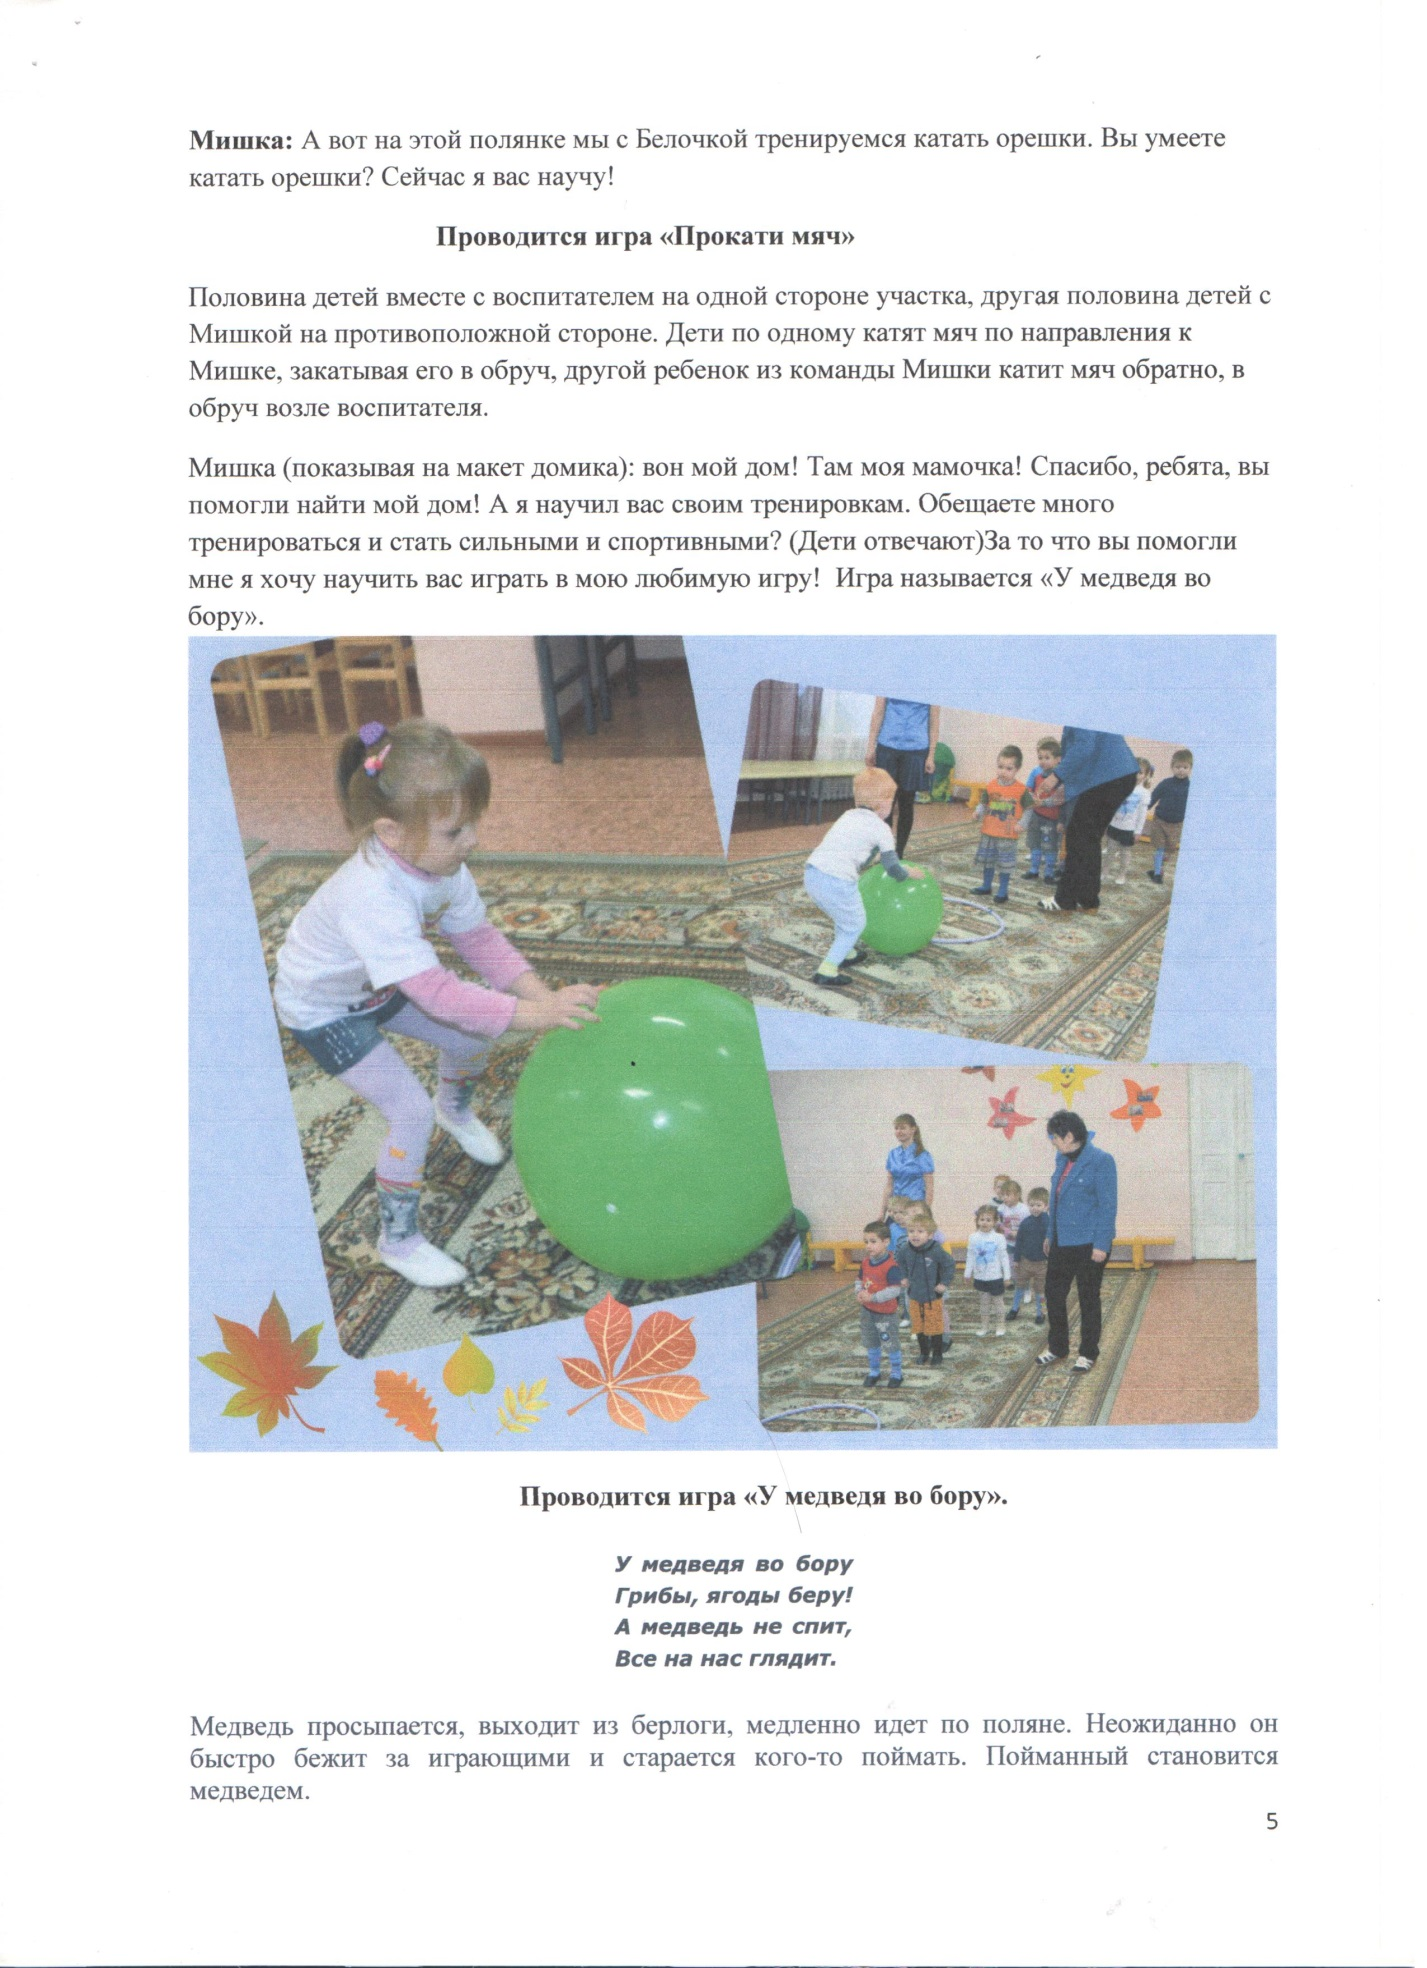 Мишка: А вот на этой полянке мы с Белочкой тренируемся катать орешки. Вы умеете
катать орешки? Сейчас я вас научу!
Проводится игра «Прокати мяч»
Половина детей вместе с воспитателем на одной стороне участка, другая половина детей с
Мишкой на противоположной стороне. Дети по одному катят мяч по направления к
Мишке, закатывая его в обруч, другой ребенок из команды Мишки катит мяч обратно, в
обруч возле воспитателя.
Мишка (показывая на макет домика): вон мой дом! Там моя мамочка! Спасибо, ребята, вы
помогли найти мой дом! А я научил вас своим тренировкам. Обещаете много
тренироваться и стать сильными и спортивными? (Дети отвечают)За то что вы помогли
мне я хочу научить вас играть в мою любимую игру!  Игра называется «У медведя во
бору».
Проводится игра «У медведя во бору».
У медведя во бору
Грибы, ягоды беру!
А медведь не спит,
Все на нас глядит.
Медведь просыпается, выходит из берлоги, медленно идет по поляне. Неожиданно он
быстро бежит за играющими и старается кого-то поймать. Пойманный становится
медведем.
5